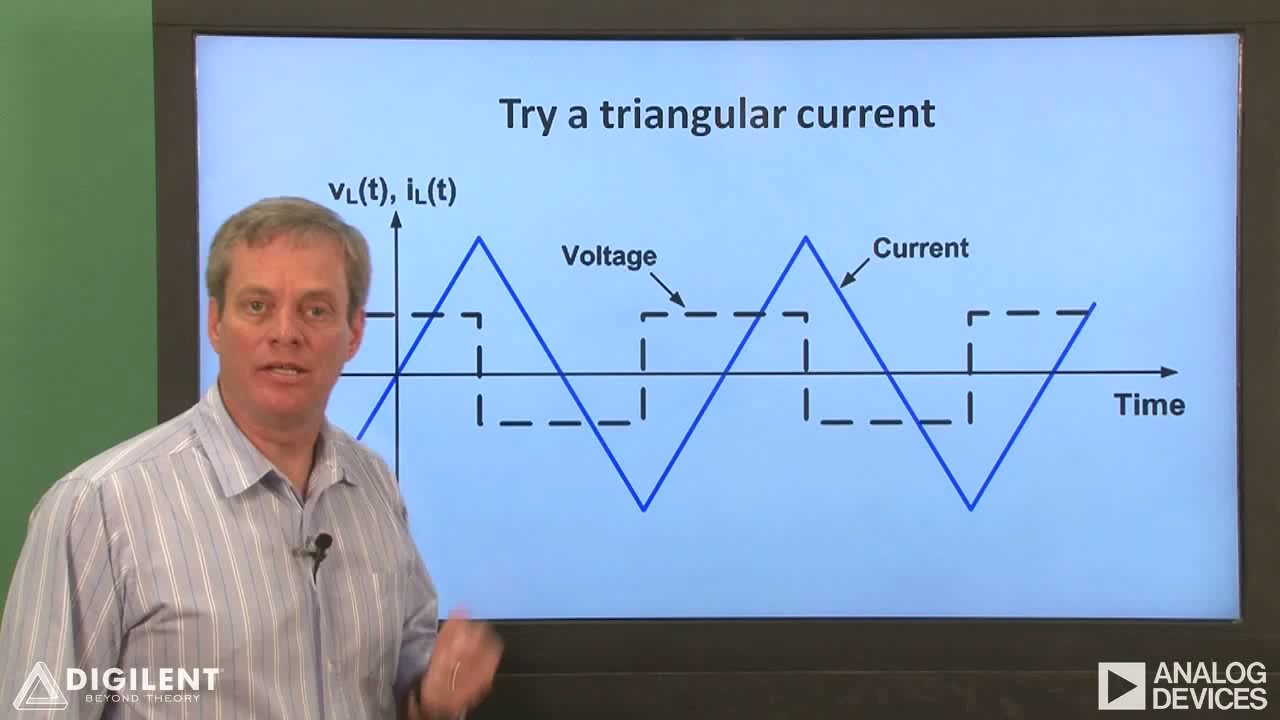 Try a triangular current
vL(t), iL(t)
Voltage
Current
Time
DIGILENT
BEYOND THEORY
ANALOG
DEVICES